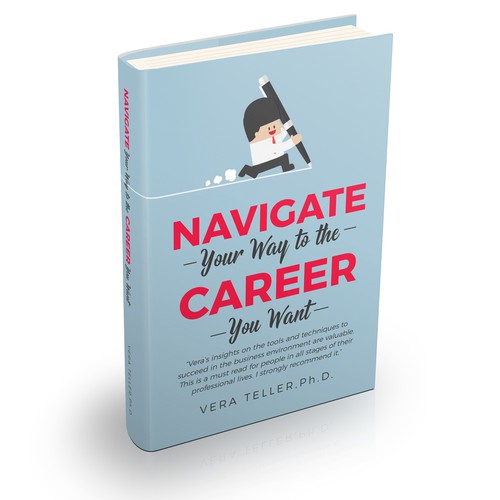 NAVIGATE
Your Way to the
CAREER
You Want
"Vera's insights on the tools and techniques to
succeed in the business environment are valuable.
This is a must read for people in all stages of their
professional lives. I strongly recommend it."
VERA TELLER, Ph.D.
NAVIGATE Your Way to the CAREER You Want
VERA TELLER, Ph.D.